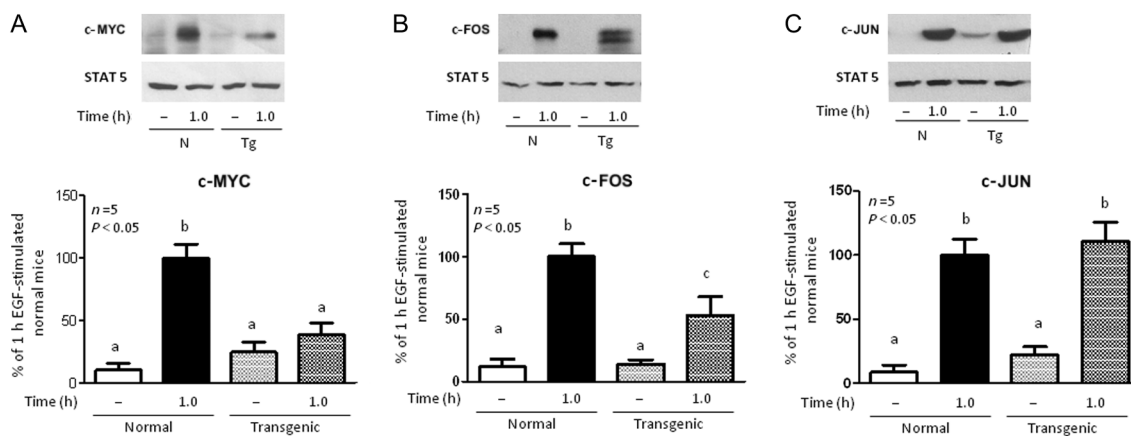 A
c-MYC
STAT 5
Time (h) – 1.0 – 1.0
N Tg
c-MYC
% of 1 h EGF-stimulated
normal mice
150
100
50
0
n =5
P < 0.05
a b a a
Time (h) – 1.0 – 1.0
Normal Transgenic
B
c-FOS
STAT 5
Time (h) – 1.0 – 1.0
N Tg
c-FOS
% of 1 h EGF-stimulated
normal mice
150
100
50
0
n =5
P < 0.05
a b a c
Time (h) – 1.0 – 1.0
Normal Transgenic
C
c-JUN
STAT 5
Time (h) – 1.0 – 1.0
N Tg
c-JUN
% of 1 h EGF-stimulated
normal mice
150
100
50
0
n =5
P < 0.05
a b a b
Time (h) – 1.0 – 1.0
Normal Transgenic